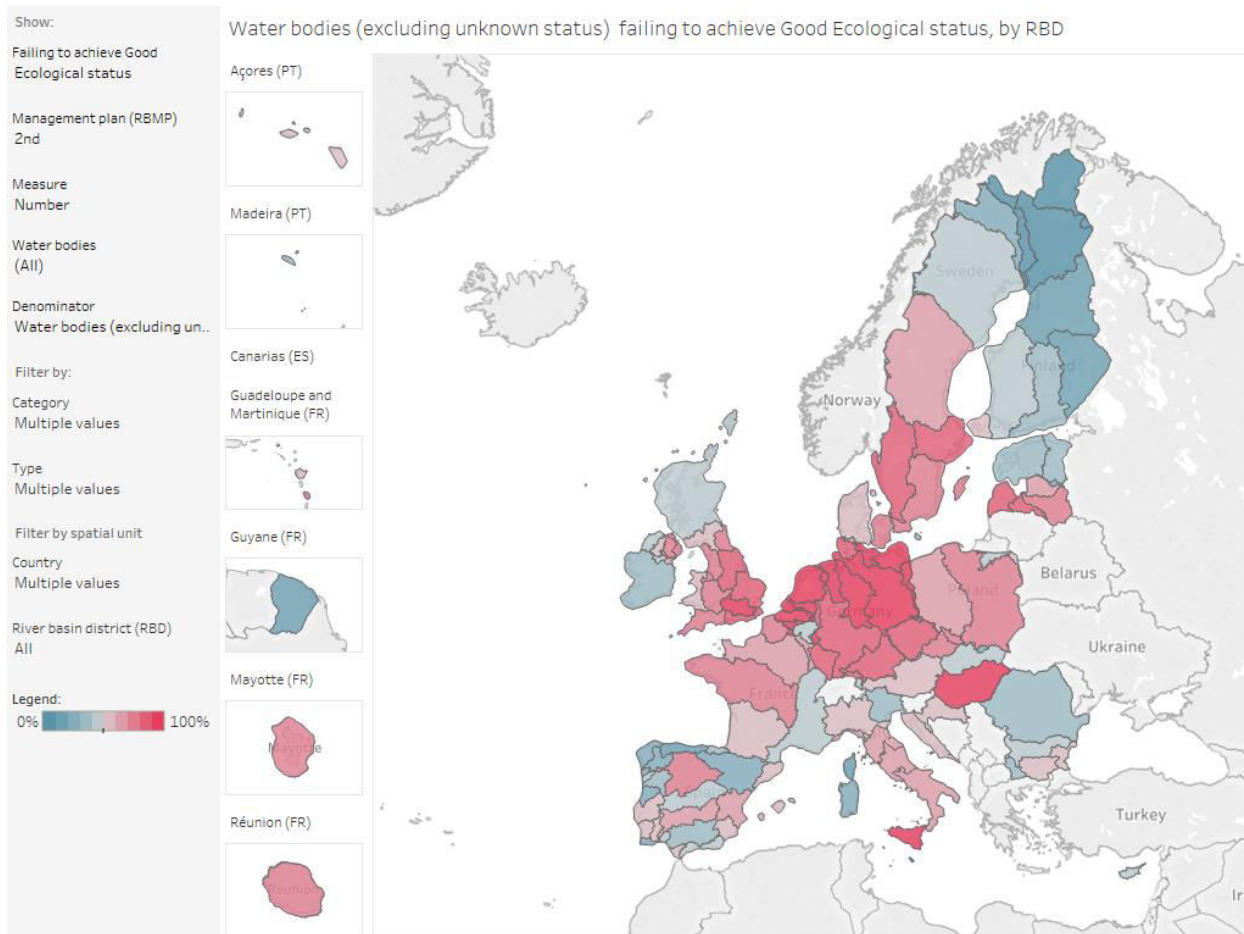 Show:
Failing to achieve Good
Ecological status
Management plan (RBMP)
2nd
Measure
Number
Water bodies
(All)
Denominator
Water bodies (excluding un..
Filter by:
Category
Multiple values
Type
Multiple values
Filter by spatial unit
Country
Multiple values
River basin district (RBD)
All
Legend:
0% 100%
Water bodies (excluding unknown status) failing to achieve Good Ecological status, by RBD
Açores (PT)
Madeira (PT)
Canarias (ES)
Guadeloupe and
Martinique (FR)
Guyane (FR)
Mayotte (FR)
Mayotte
Réunion (FR)
Réunion
Sweden
Finland
Norway
Belarus
Poland
Germany
Ukraine
France
Spain
Turkey
Ir